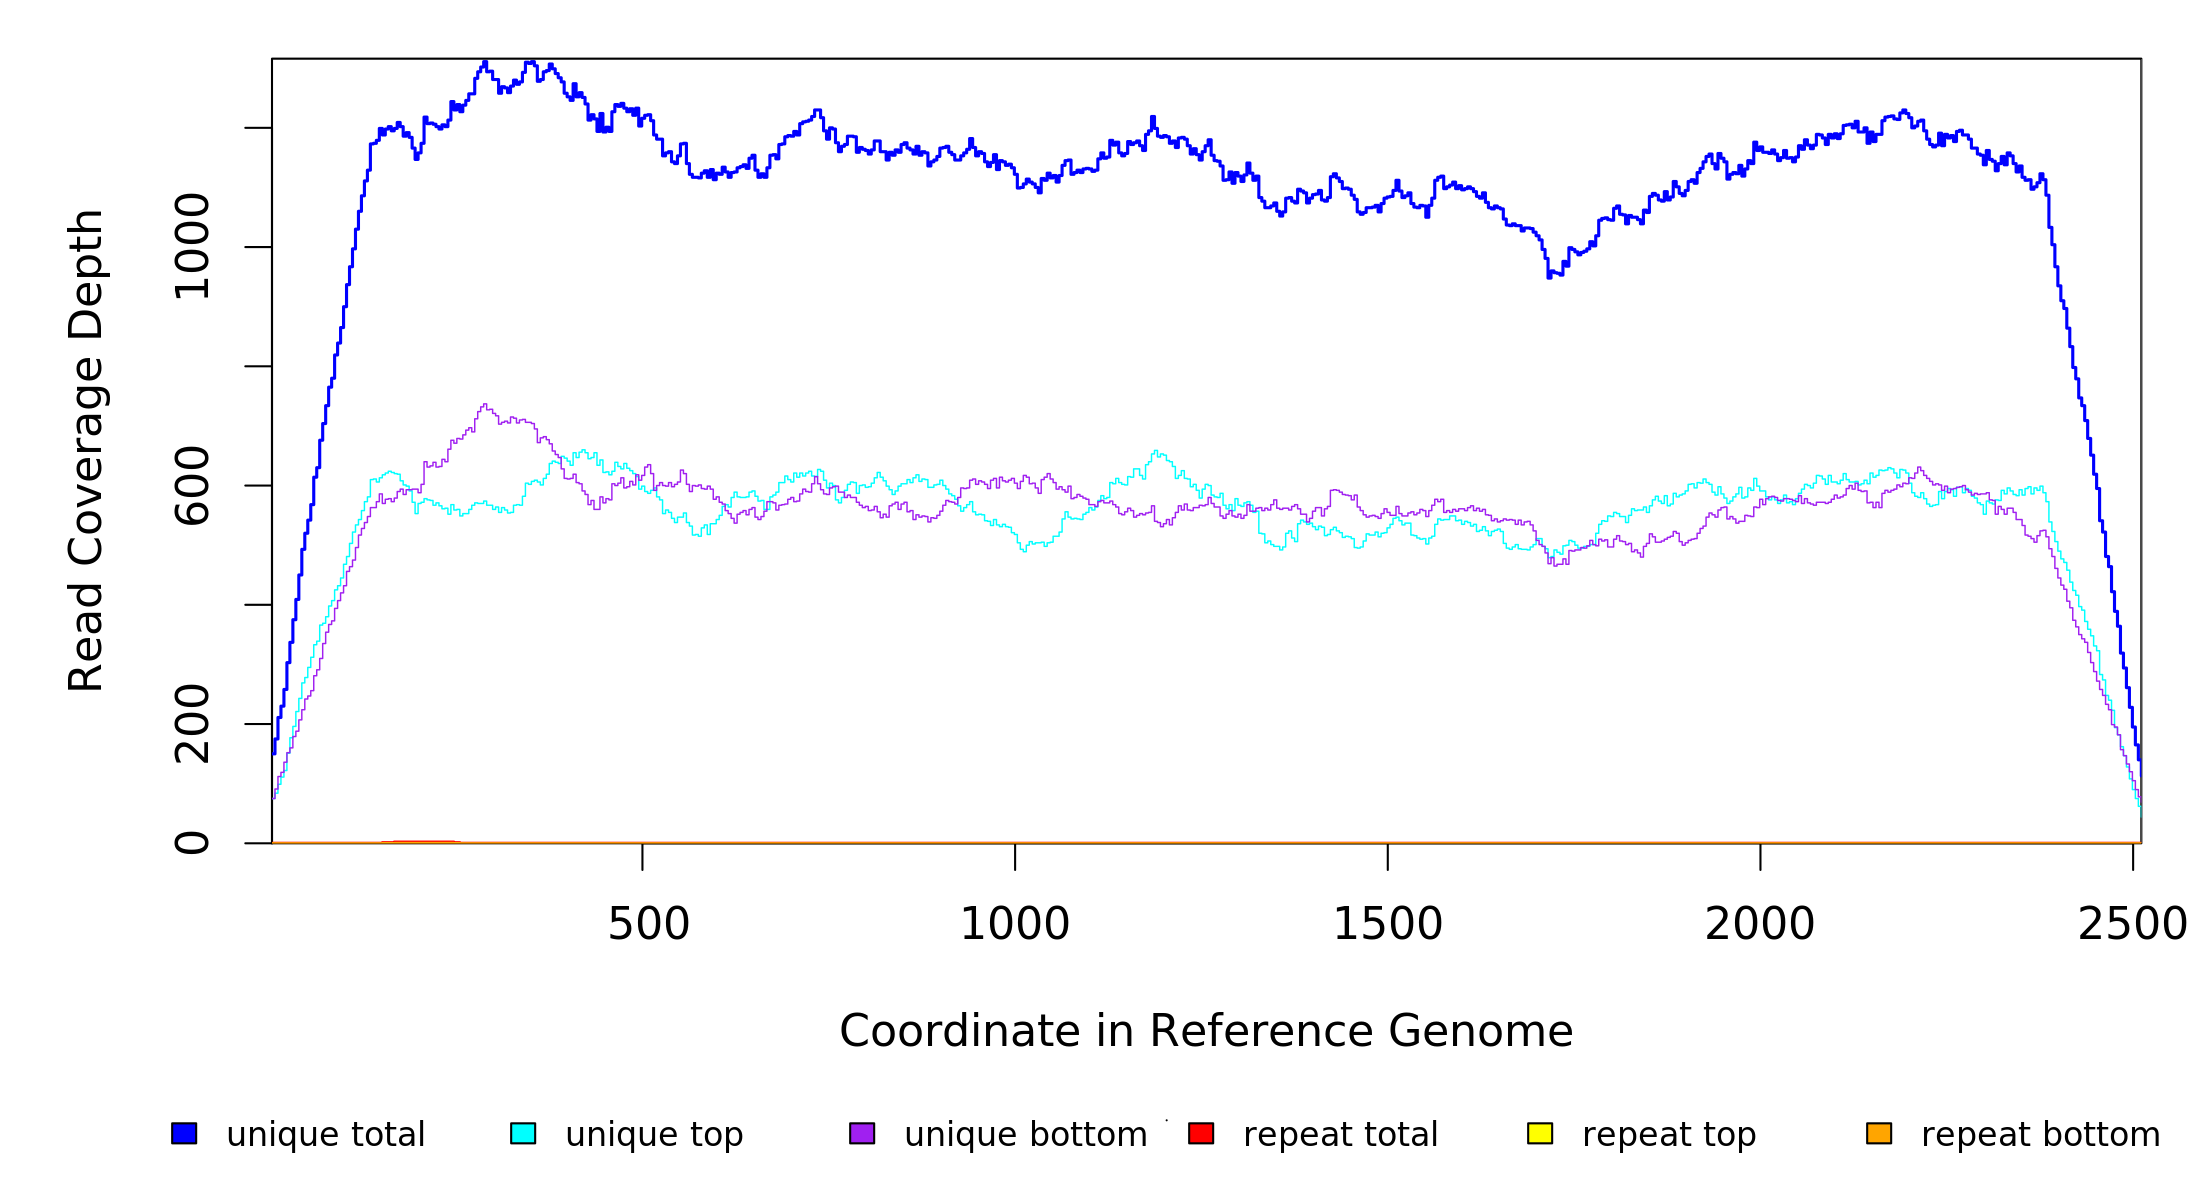 Read Coverage Depth
1000
600
200
0
500 1000 1500 2000 2500
Coordinate in Reference Genome
unique total unique top unique bottom repeat total repeat top repeat bottom